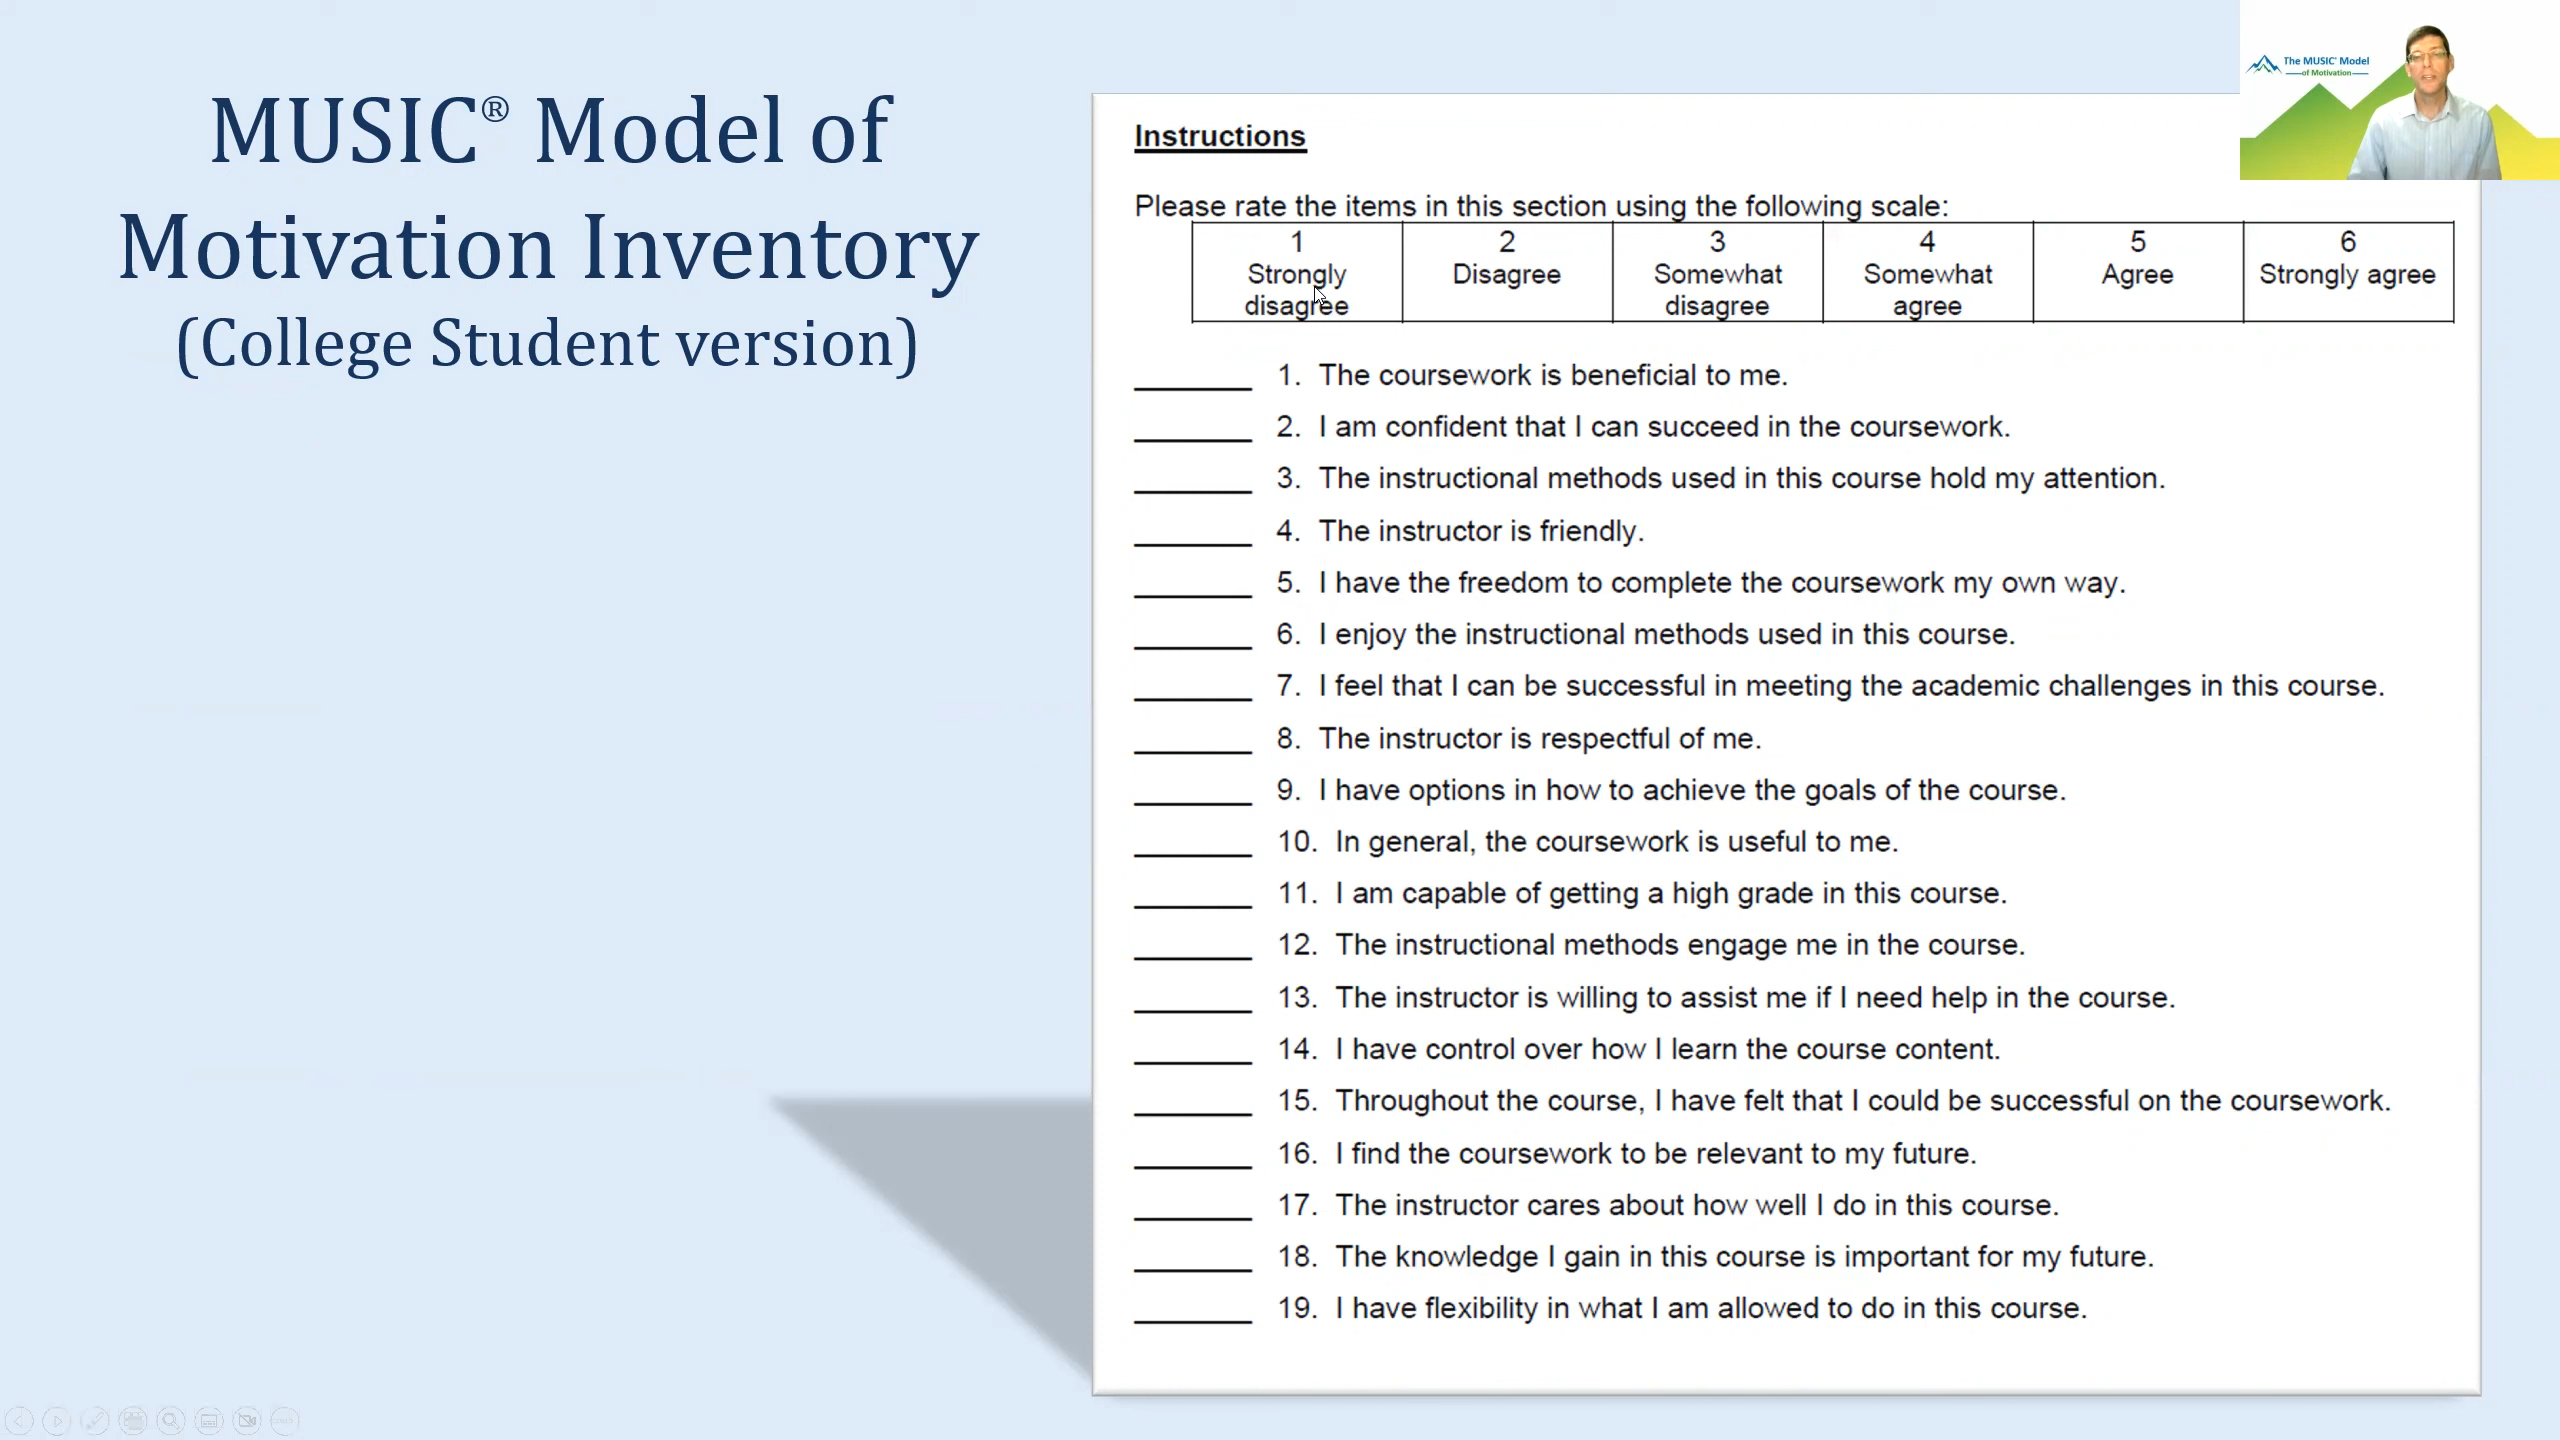 MUSIC® Model of
Motivation Inventory
(College Student version)
The MUSIC® Model
of Motivation
Instructions
Please rate the items in this section using the following scale:
1 2 3 4 5 6
Strongly disagree Disagree Somewhat disagree Somewhat agree Agree Strongly agree
1. The coursework is beneficial to me.
2. I am confident that I can succeed in the coursework.
3. The instructional methods used in this course hold my attention.
4. The instructor is friendly.
5. I have the freedom to complete the coursework my own way.
6. I enjoy the instructional methods used in this course.
7. I feel that I can be successful in meeting the academic challenges in this course.
8. The instructor is respectful of me.
9. I have options in how to achieve the goals of the course.
10. In general, the coursework is useful to me.
11. I am capable of getting a high grade in this course.
12. The instructional methods engage me in the course.
13. The instructor is willing to assist me if I need help in the course.
14. I have control over how I learn the course content.
15. Throughout the course, I have felt that I could be successful on the coursework.
16. I find the coursework to be relevant to my future.
17. The instructor cares about how well I do in this course.
18. The knowledge I gain in this course is important for my future.
19. I have flexibility in what I am allowed to do in this course.